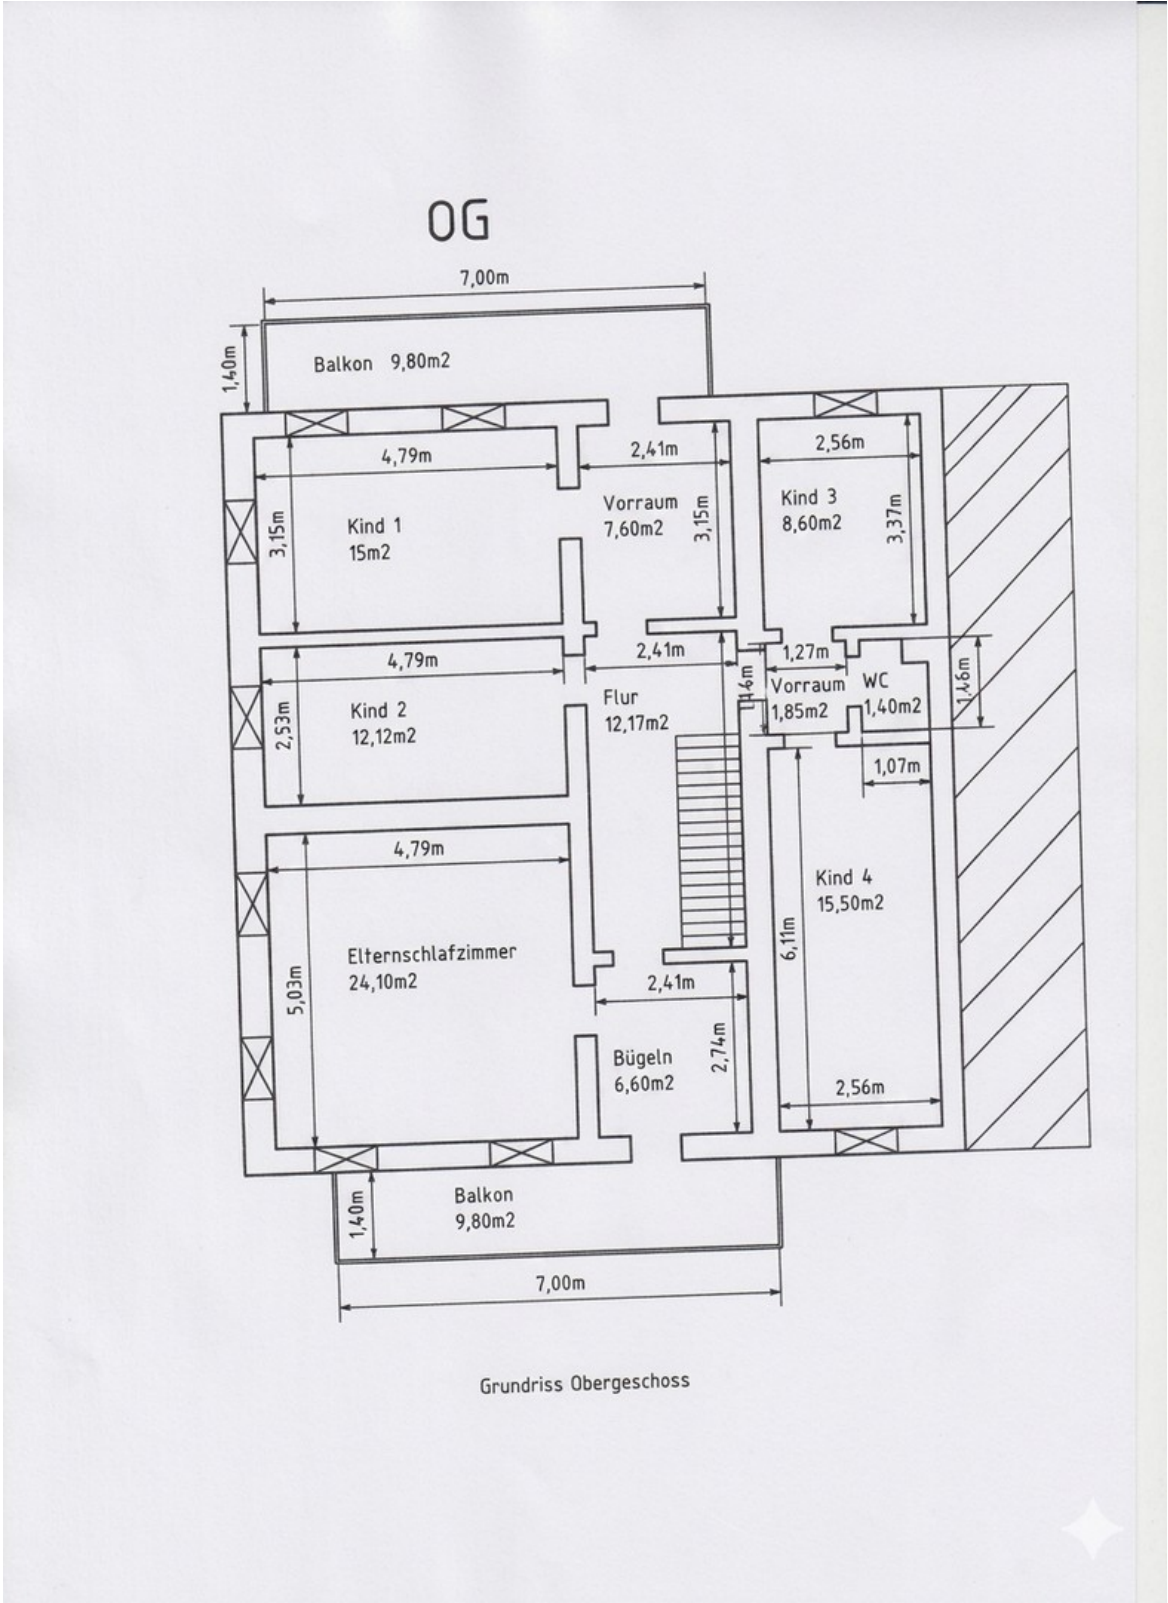 OG
7,00m
1,40m
Balkon 9,80m2
4,79m
2,41m
2,56m
3,15m
Kind 1
15m2
Vorraum
7,60m2
3,15m
Kind 3
8,60m2
3,37m
4,79m
2,41m
1,27m
2,53m
Kind 2
12,12m2
Flur
12,17m2
Vorraum
1,85m2
WC
1,40m2
1,07m
4,79m
Kind 4
15,50m2
6,11m
Elternschlafzimmer
24,10m2
5,03m
2,41m
Bügeln
6,60m2
2,74m
2,56m
1,40m
Balkon
9,80m2
7,00m
Grundriss Obergeschoss